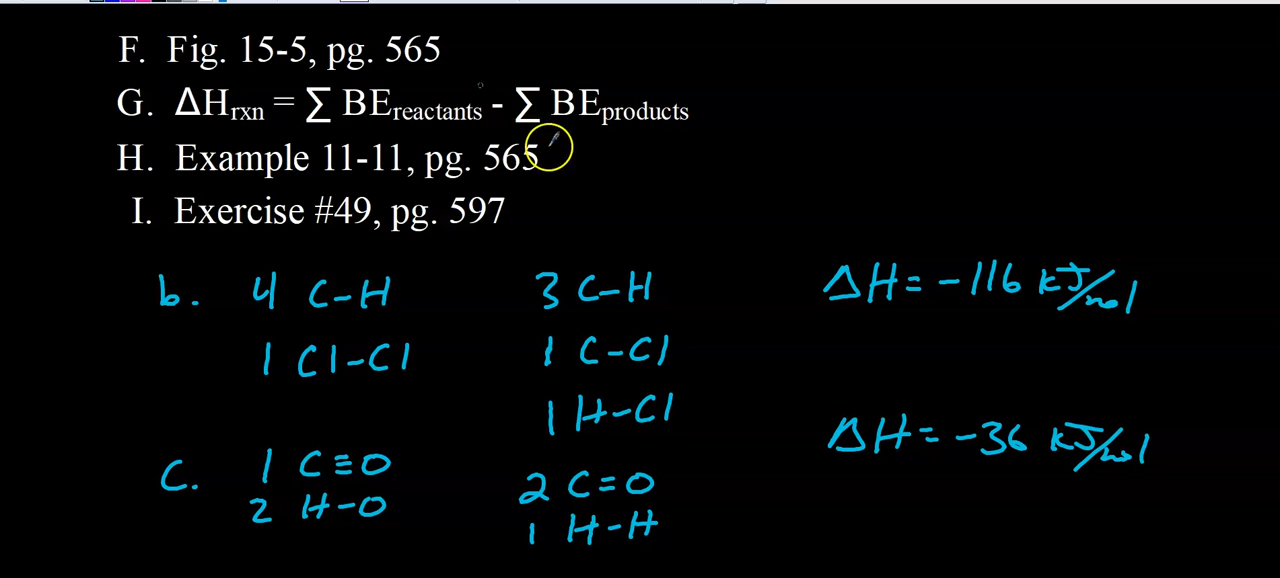 F. Fig. 15-5, pg. 565
G. ΔHrxn = ∑ BEreactants - ∑ BEproducts
H. Example 11-11, pg. 565
I. Exercise #49, pg. 597
b. 4 C-H 3 C-H ΔH = -116 kJ/mol
1 Cl-Cl 1 C-Cl
1 H-Cl
C. 1 C≡O 2 C=O ΔH = -36 kJ/mol
2 H-O 1 H-H